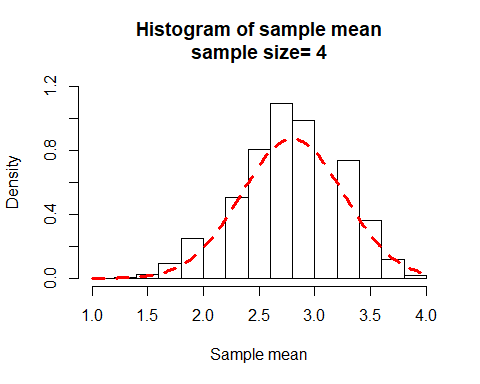 Histogram of sample mean
sample size= 4
Density
1.2
0.8
0.4
0.0
1.0 1.5 2.0 2.5 3.0 3.5 4.0
Sample mean